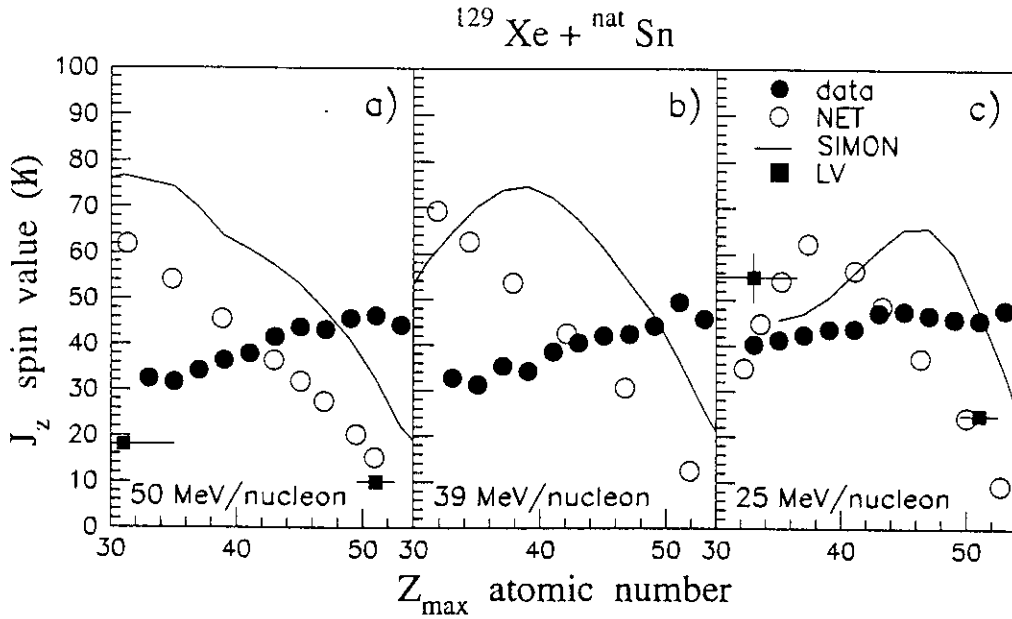 129 Xe + nat Sn
J_z spin value (ℏ)
100
90
80
70
60
50
40
30
20
10
0
a)
50 MeV/nucleon
b)
39 MeV/nucleon
c)
data
NET
SIMON
LV
25 MeV/nucleon
30 40 50 30 40 50 30 40 50
Z_max atomic number